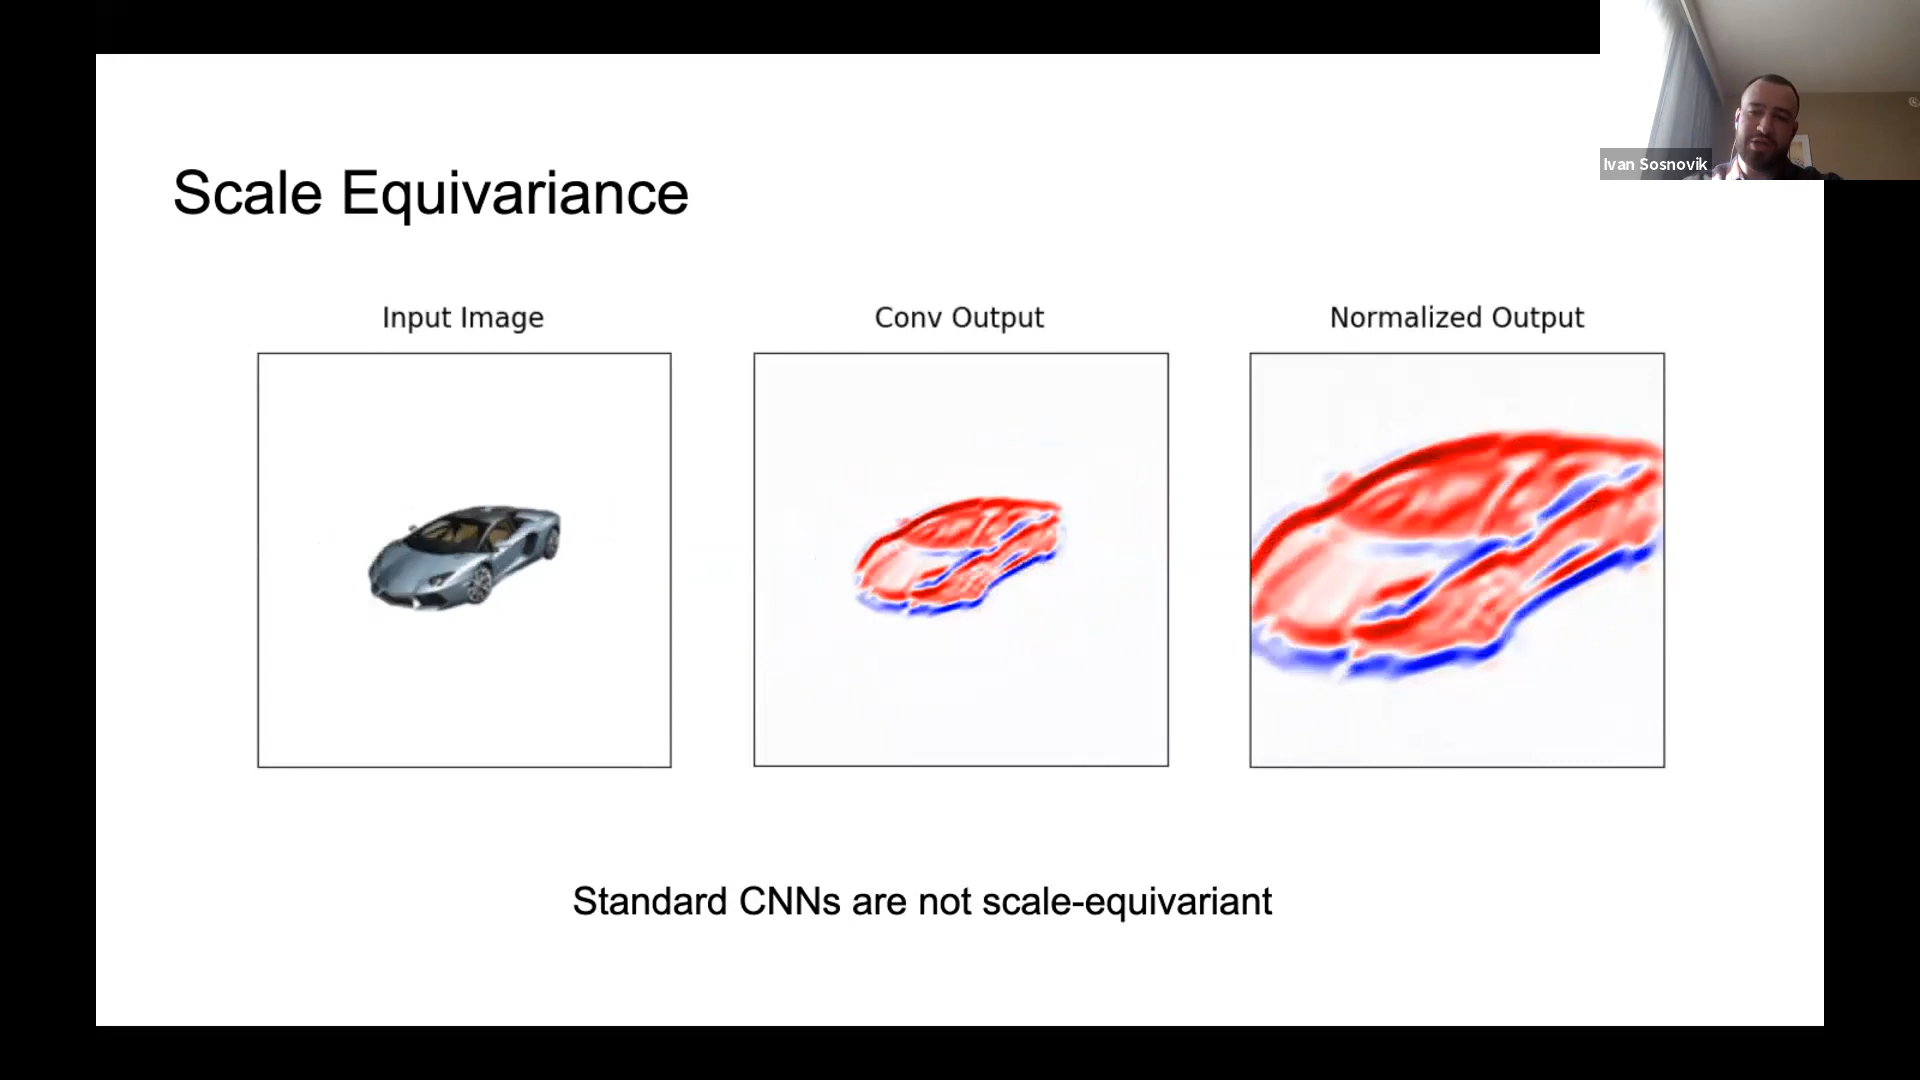 Ivan Sosnovik
Scale Equivariance
Input Image
Conv Output
Normalized Output
Standard CNNs are not scale-equivariant